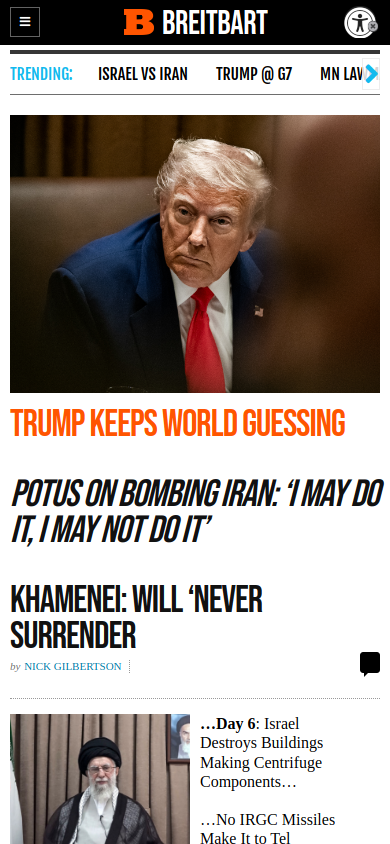 BREITBART
TRENDING:
ISRAEL VS IRAN
TRUMP @ G7
MN LAW
TRUMP KEEPS WORLD GUESSING
POTUS ON BOMBING IRAN: ‘I MAY DO
IT, I MAY NOT DO IT’
KHAMENEI: WILL ‘NEVER
SURRENDER
by NICK GILBERTSON
…Day 6: Israel
Destroys Buildings
Making Centrifuge
Components…
…No IRGC Missiles
Make It to Tel